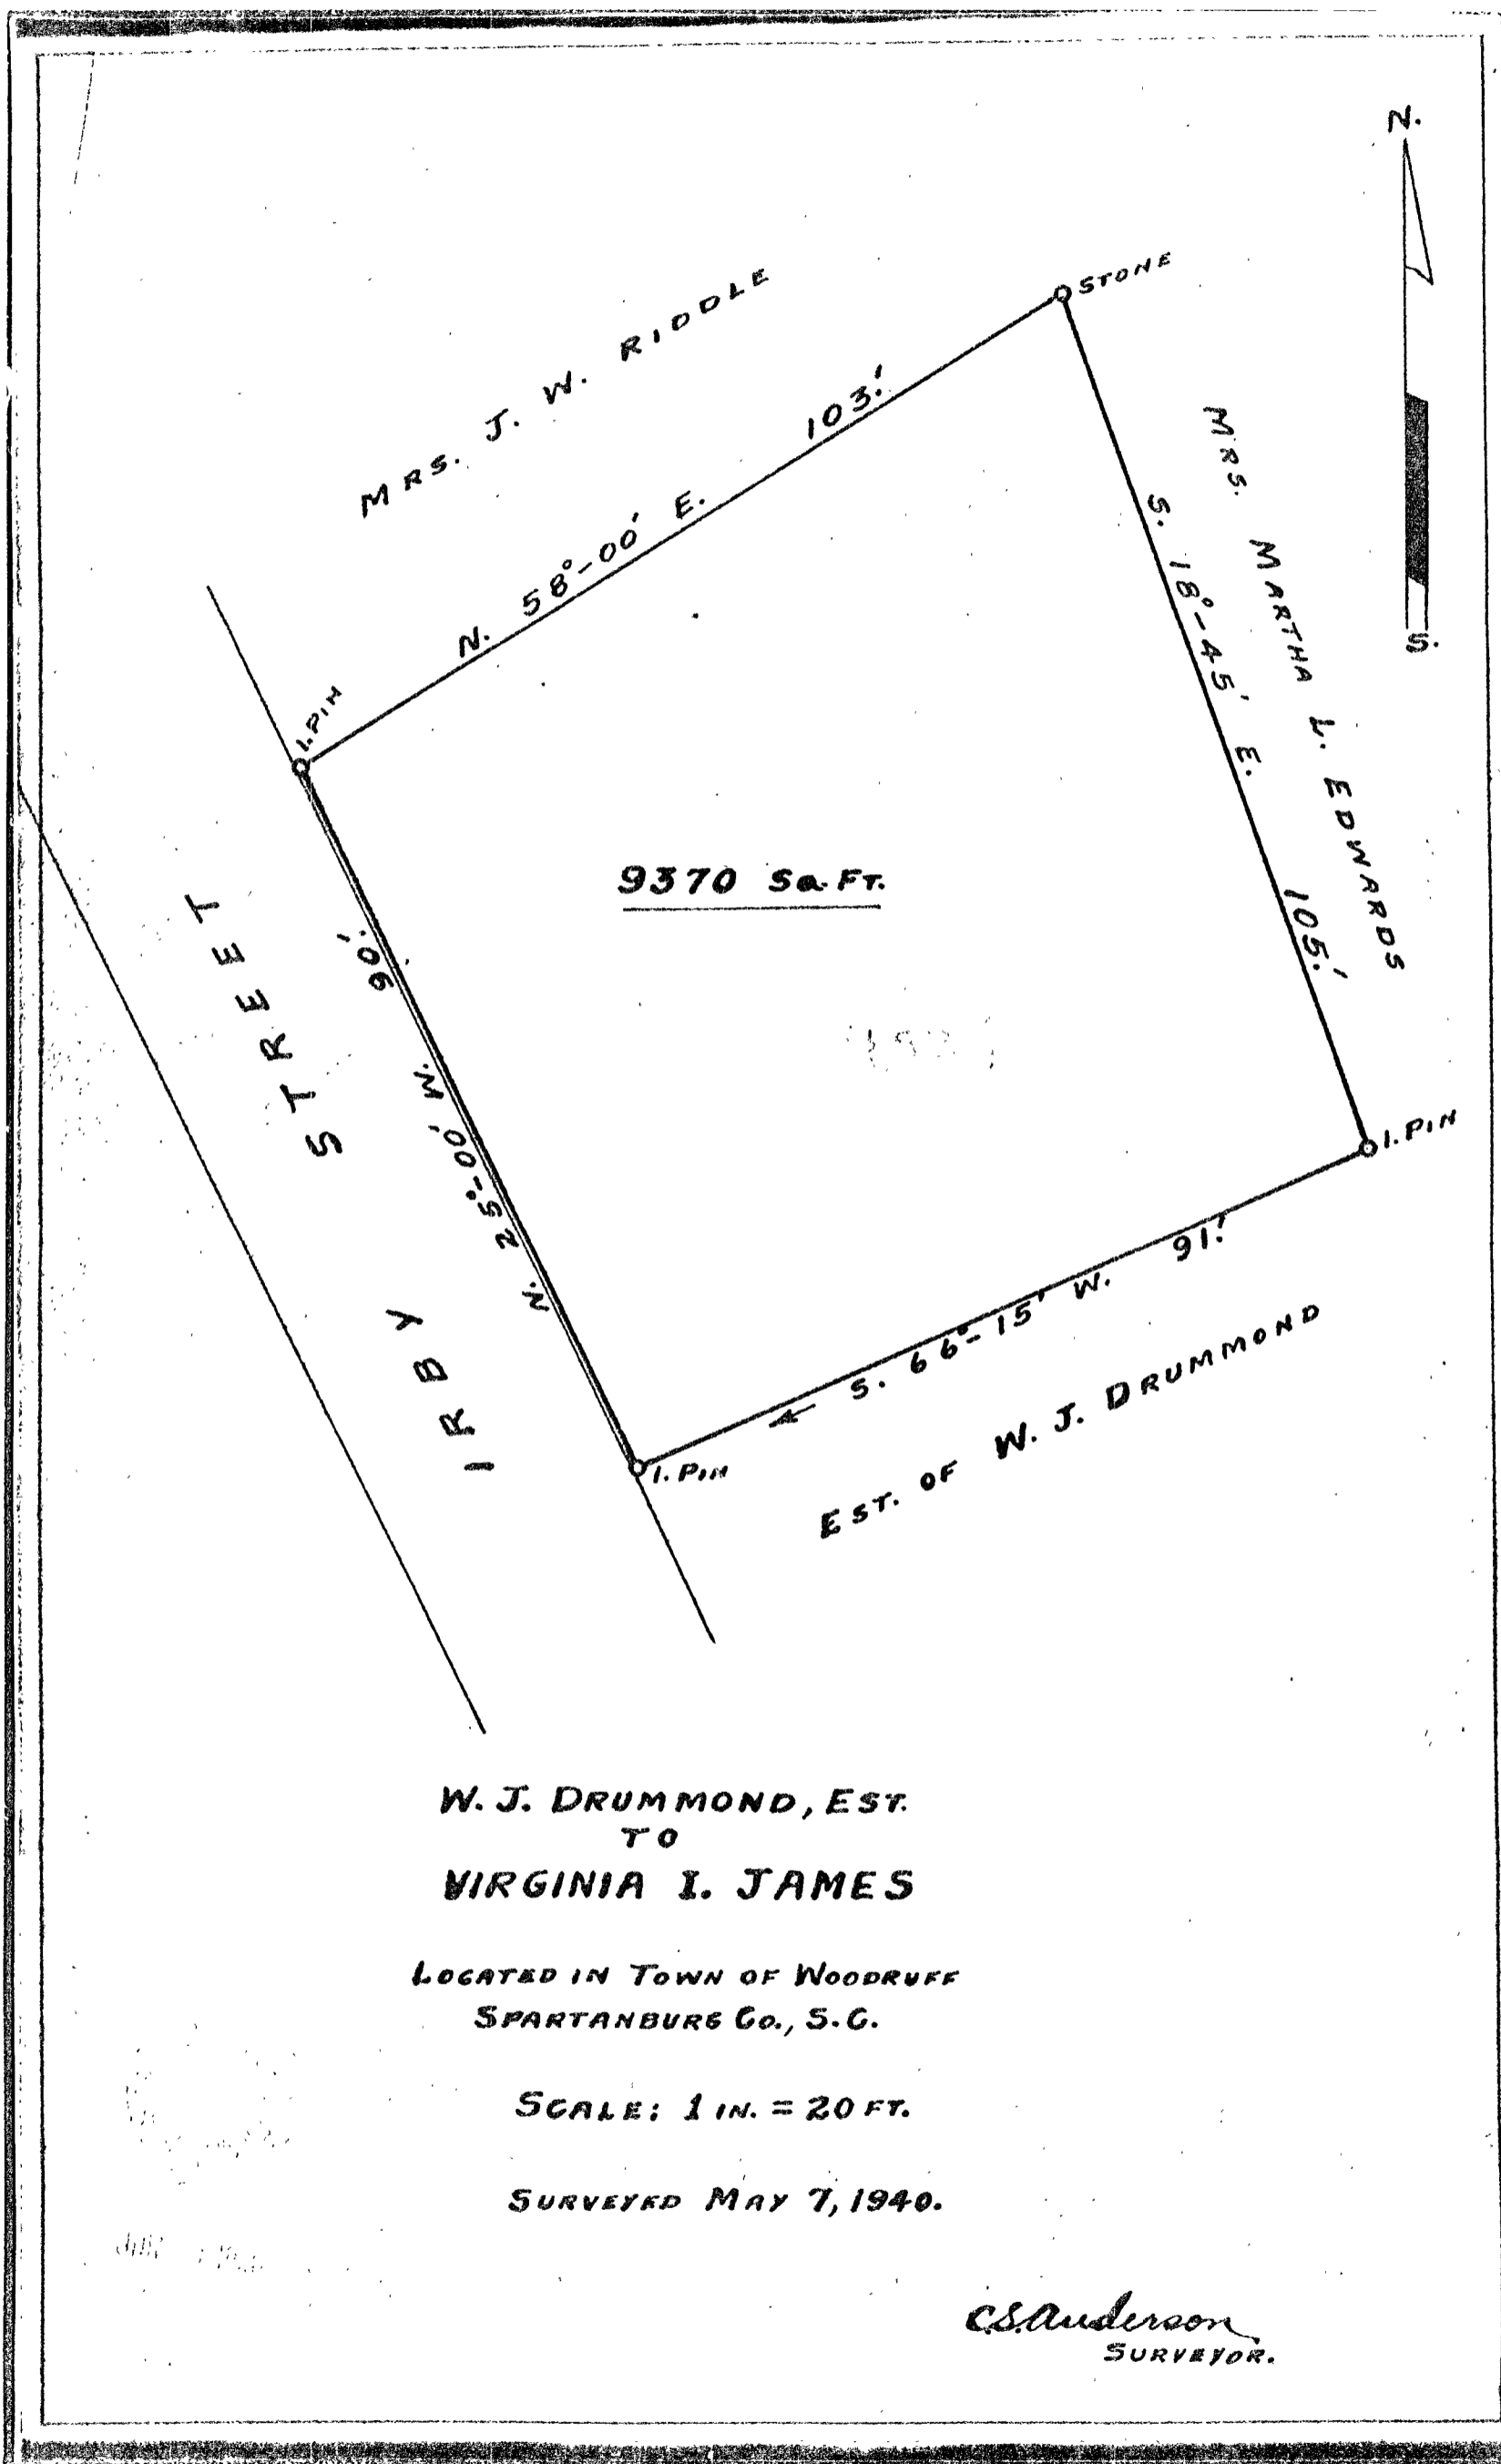 N.
STONE
MRS. J. W. RIDDLE
N. 58°-00' E. 103.'
MRS. MARTHA L. EDWARDS
S. 18°-45' E. 105.'
S.
I. PIN
9370 SQ. FT.
IRBY STREET
N. 25°-00' W. 90.'
I. PIN
S. 66°-15' W. 91.'
I. PIN
EST. OF W. J. DRUMMOND
W. J. DRUMMOND, EST.
TO
VIRGINIA I. JAMES
LOCATED IN TOWN OF WOODRUFF
SPARTANBURG CO., S.C.
SCALE: 1 IN. = 20 FT.
SURVEYED MAY 7, 1940.
C.S. Anderson
SURVEYOR.